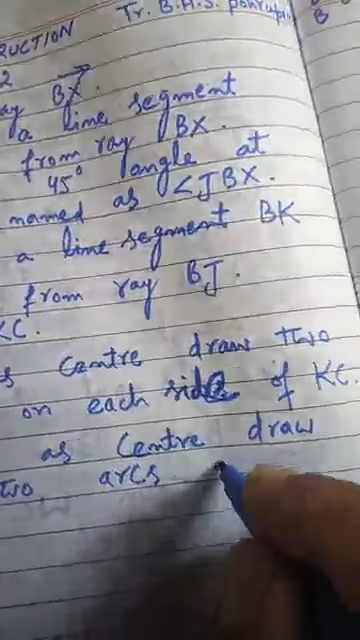 RUCTION
Tr. B.H.S.
B
2
ay BX.
a line segment
from ray BX.
45° angle at
named as <JBX.
a line segment BK
from ray BJ.
KC.
s Centre draw two
on each side of KC.
as Centre draw
two arcs